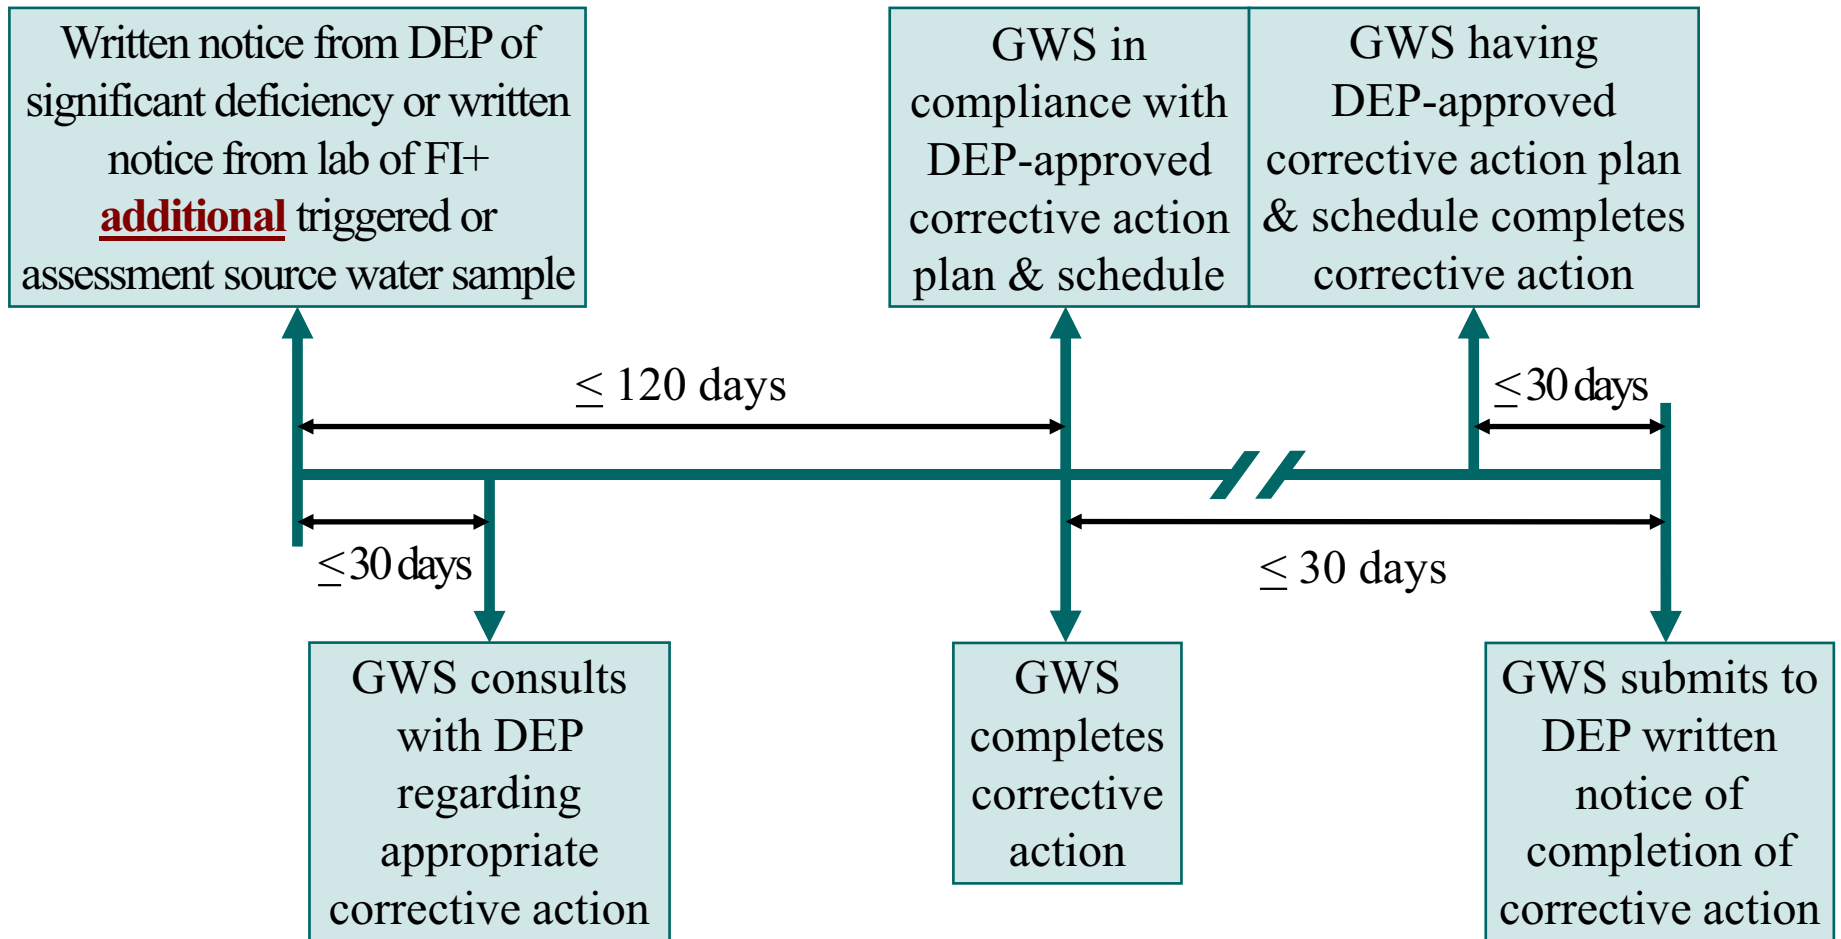 Written notice from DEP of
significant deficiency or written
notice from lab of FI+
additional triggered or
assessment source water sample
GWS in
compliance with
DEP-approved
corrective action
plan & schedule
GWS having
DEP-approved
corrective action plan
& schedule completes
corrective action
≤ 120 days
≤ 30 days
≤ 30 days
≤ 30 days
GWS consults
with DEP
regarding
appropriate
corrective action
GWS
completes
corrective
action
GWS submits to
DEP written
notice of
completion of
corrective action